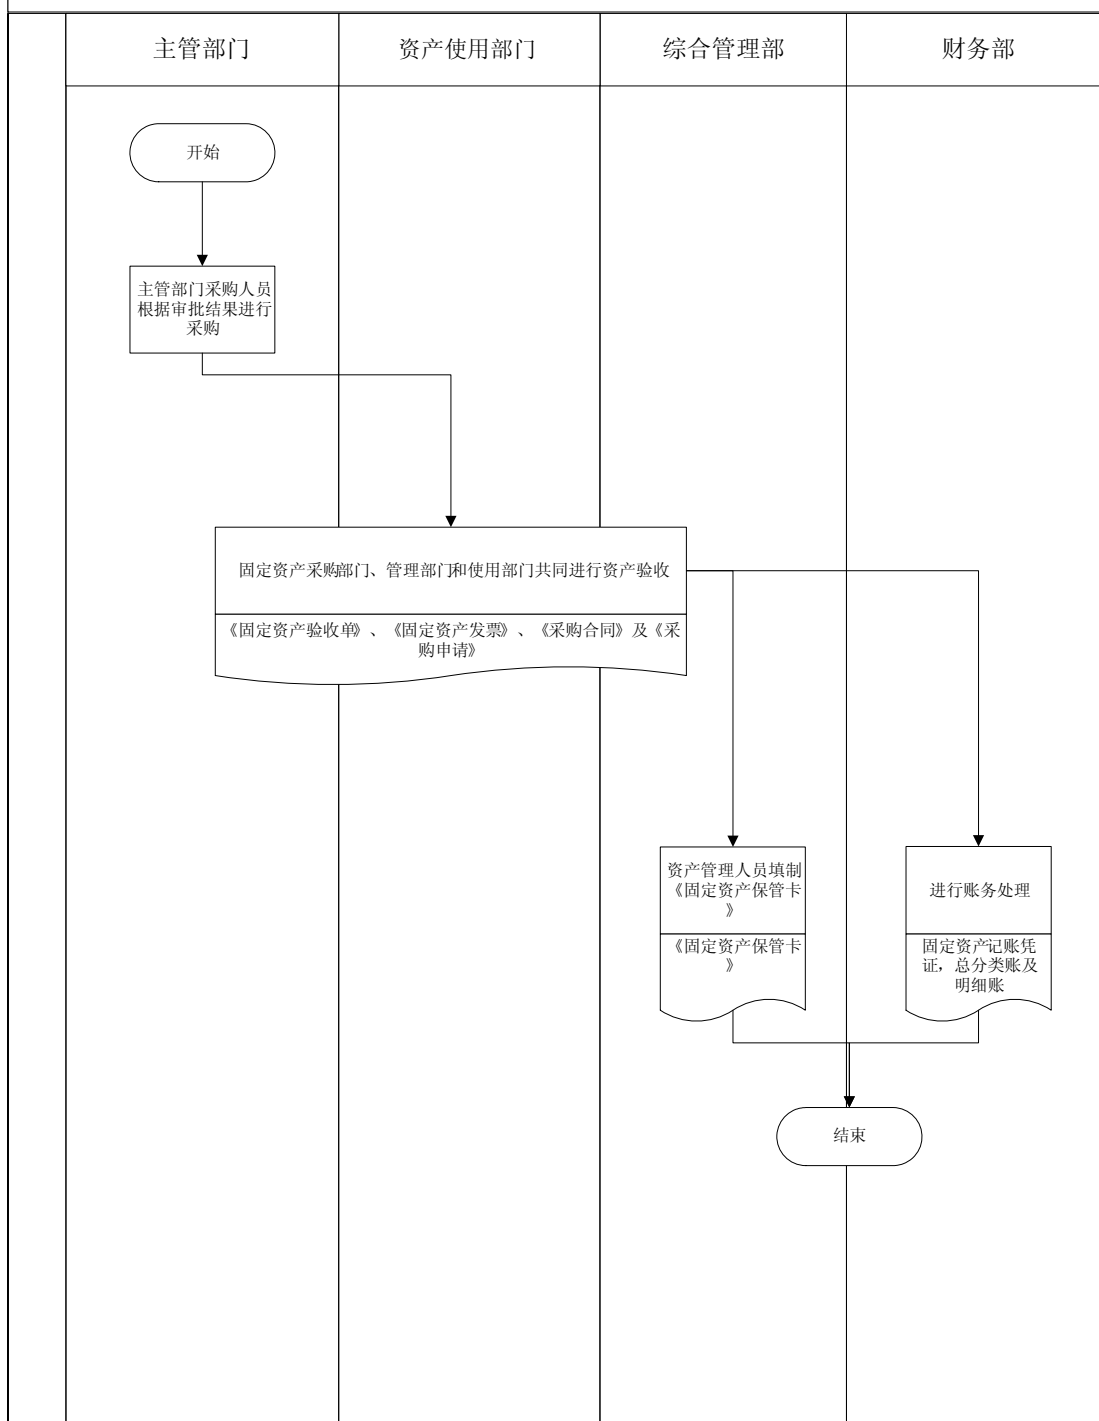 主管部门
资产使用部门
综合管理部
财务部
开始
主管部门采购人员
根据审批结果进行
采购
固定资产采购部门、管理部门和使用部门共同进行资产验收
《固定资产验收单》、《固定资产发票》、《采购合同》及《采
购申请》
资产管理人员填制
《固定资产保管卡
》
《固定资产保管卡
》
进行账务处理
固定资产记账凭
证，总分类账及
明细账
结束